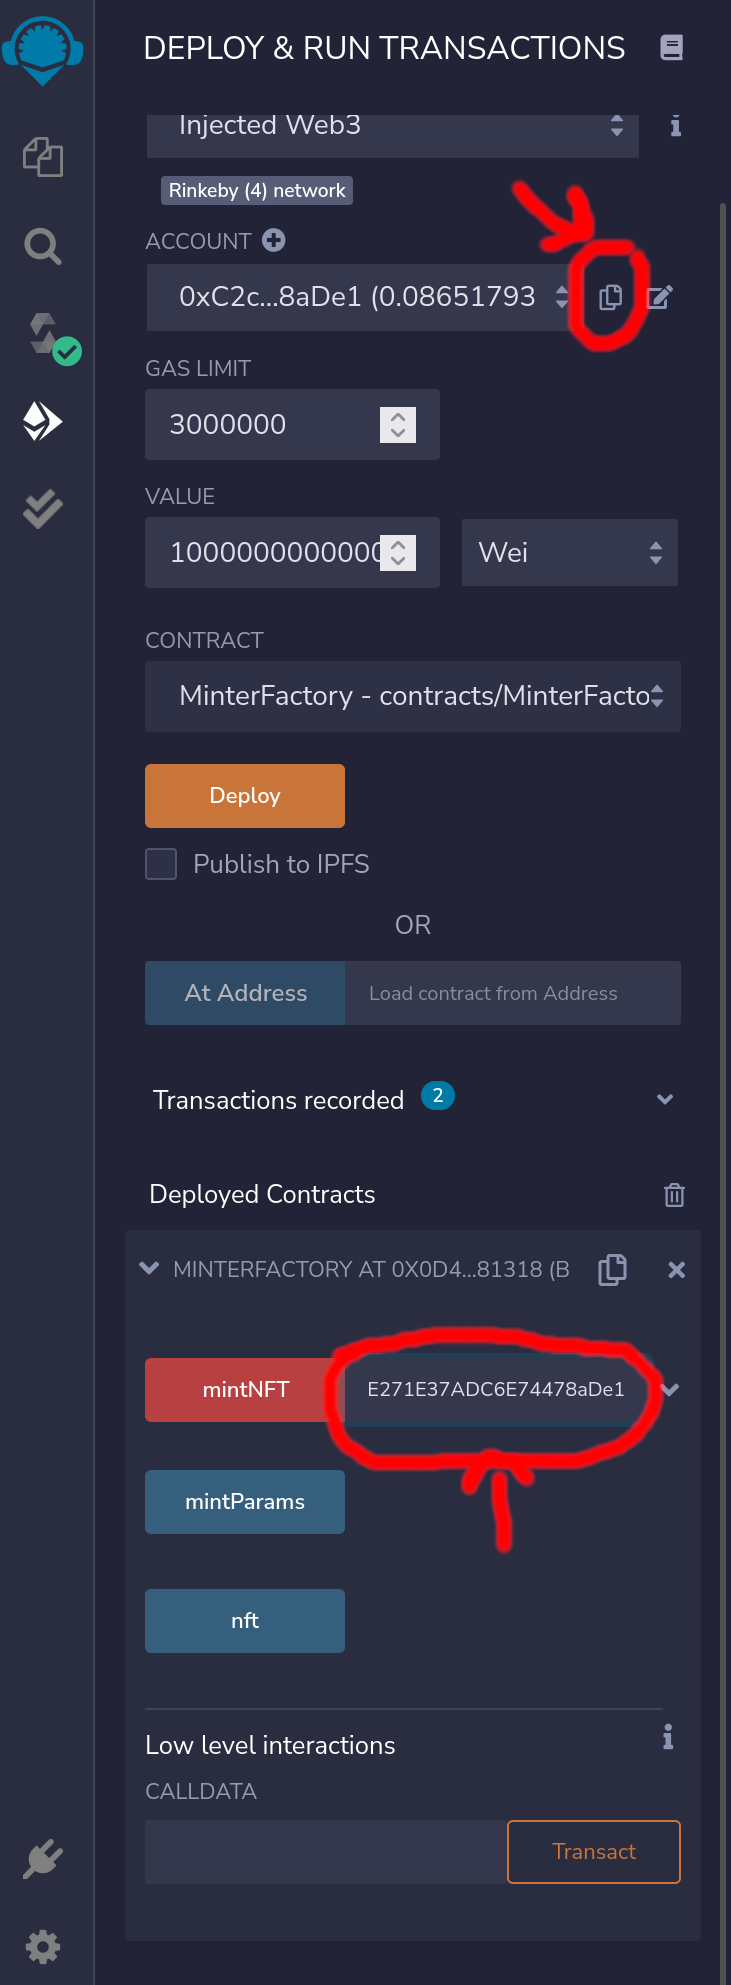 DEPLOY & RUN TRANSACTIONS
Injected Web3
Rinkeby (4) network
ACCOUNT
0xC2c...8aDe1 (0.08651793
GAS LIMIT
3000000
VALUE
1000000000000
Wei
CONTRACT
MinterFactory - contracts/MinterFacto
Deploy
Publish to IPFS
OR
At Address
Load contract from Address
Transactions recorded 2
Deployed Contracts
MINTERFACTORY AT 0X0D4...81318 (B
mintNFT
E271E37ADC6E74478aDe1
mintParams
nft
Low level interactions
CALLDATA
Transact